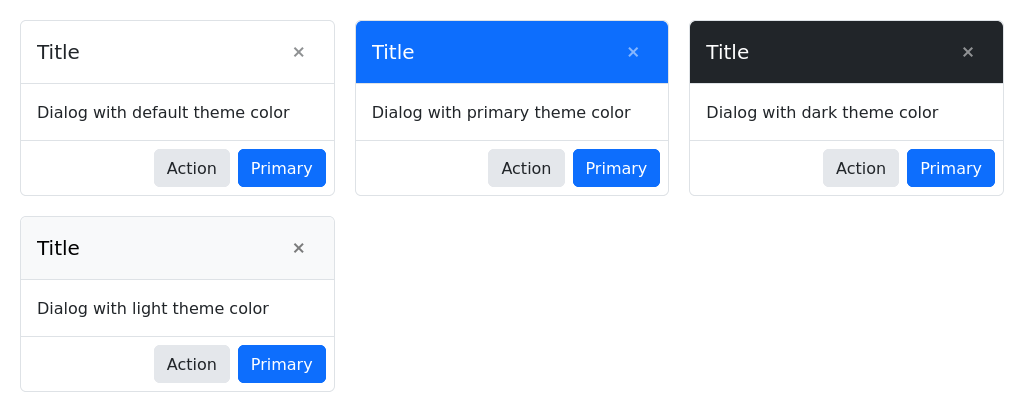 Title ×
Dialog with default theme color
Action Primary
Title ×
Dialog with primary theme color
Action Primary
Title ×
Dialog with dark theme color
Action Primary
Title ×
Dialog with light theme color
Action Primary